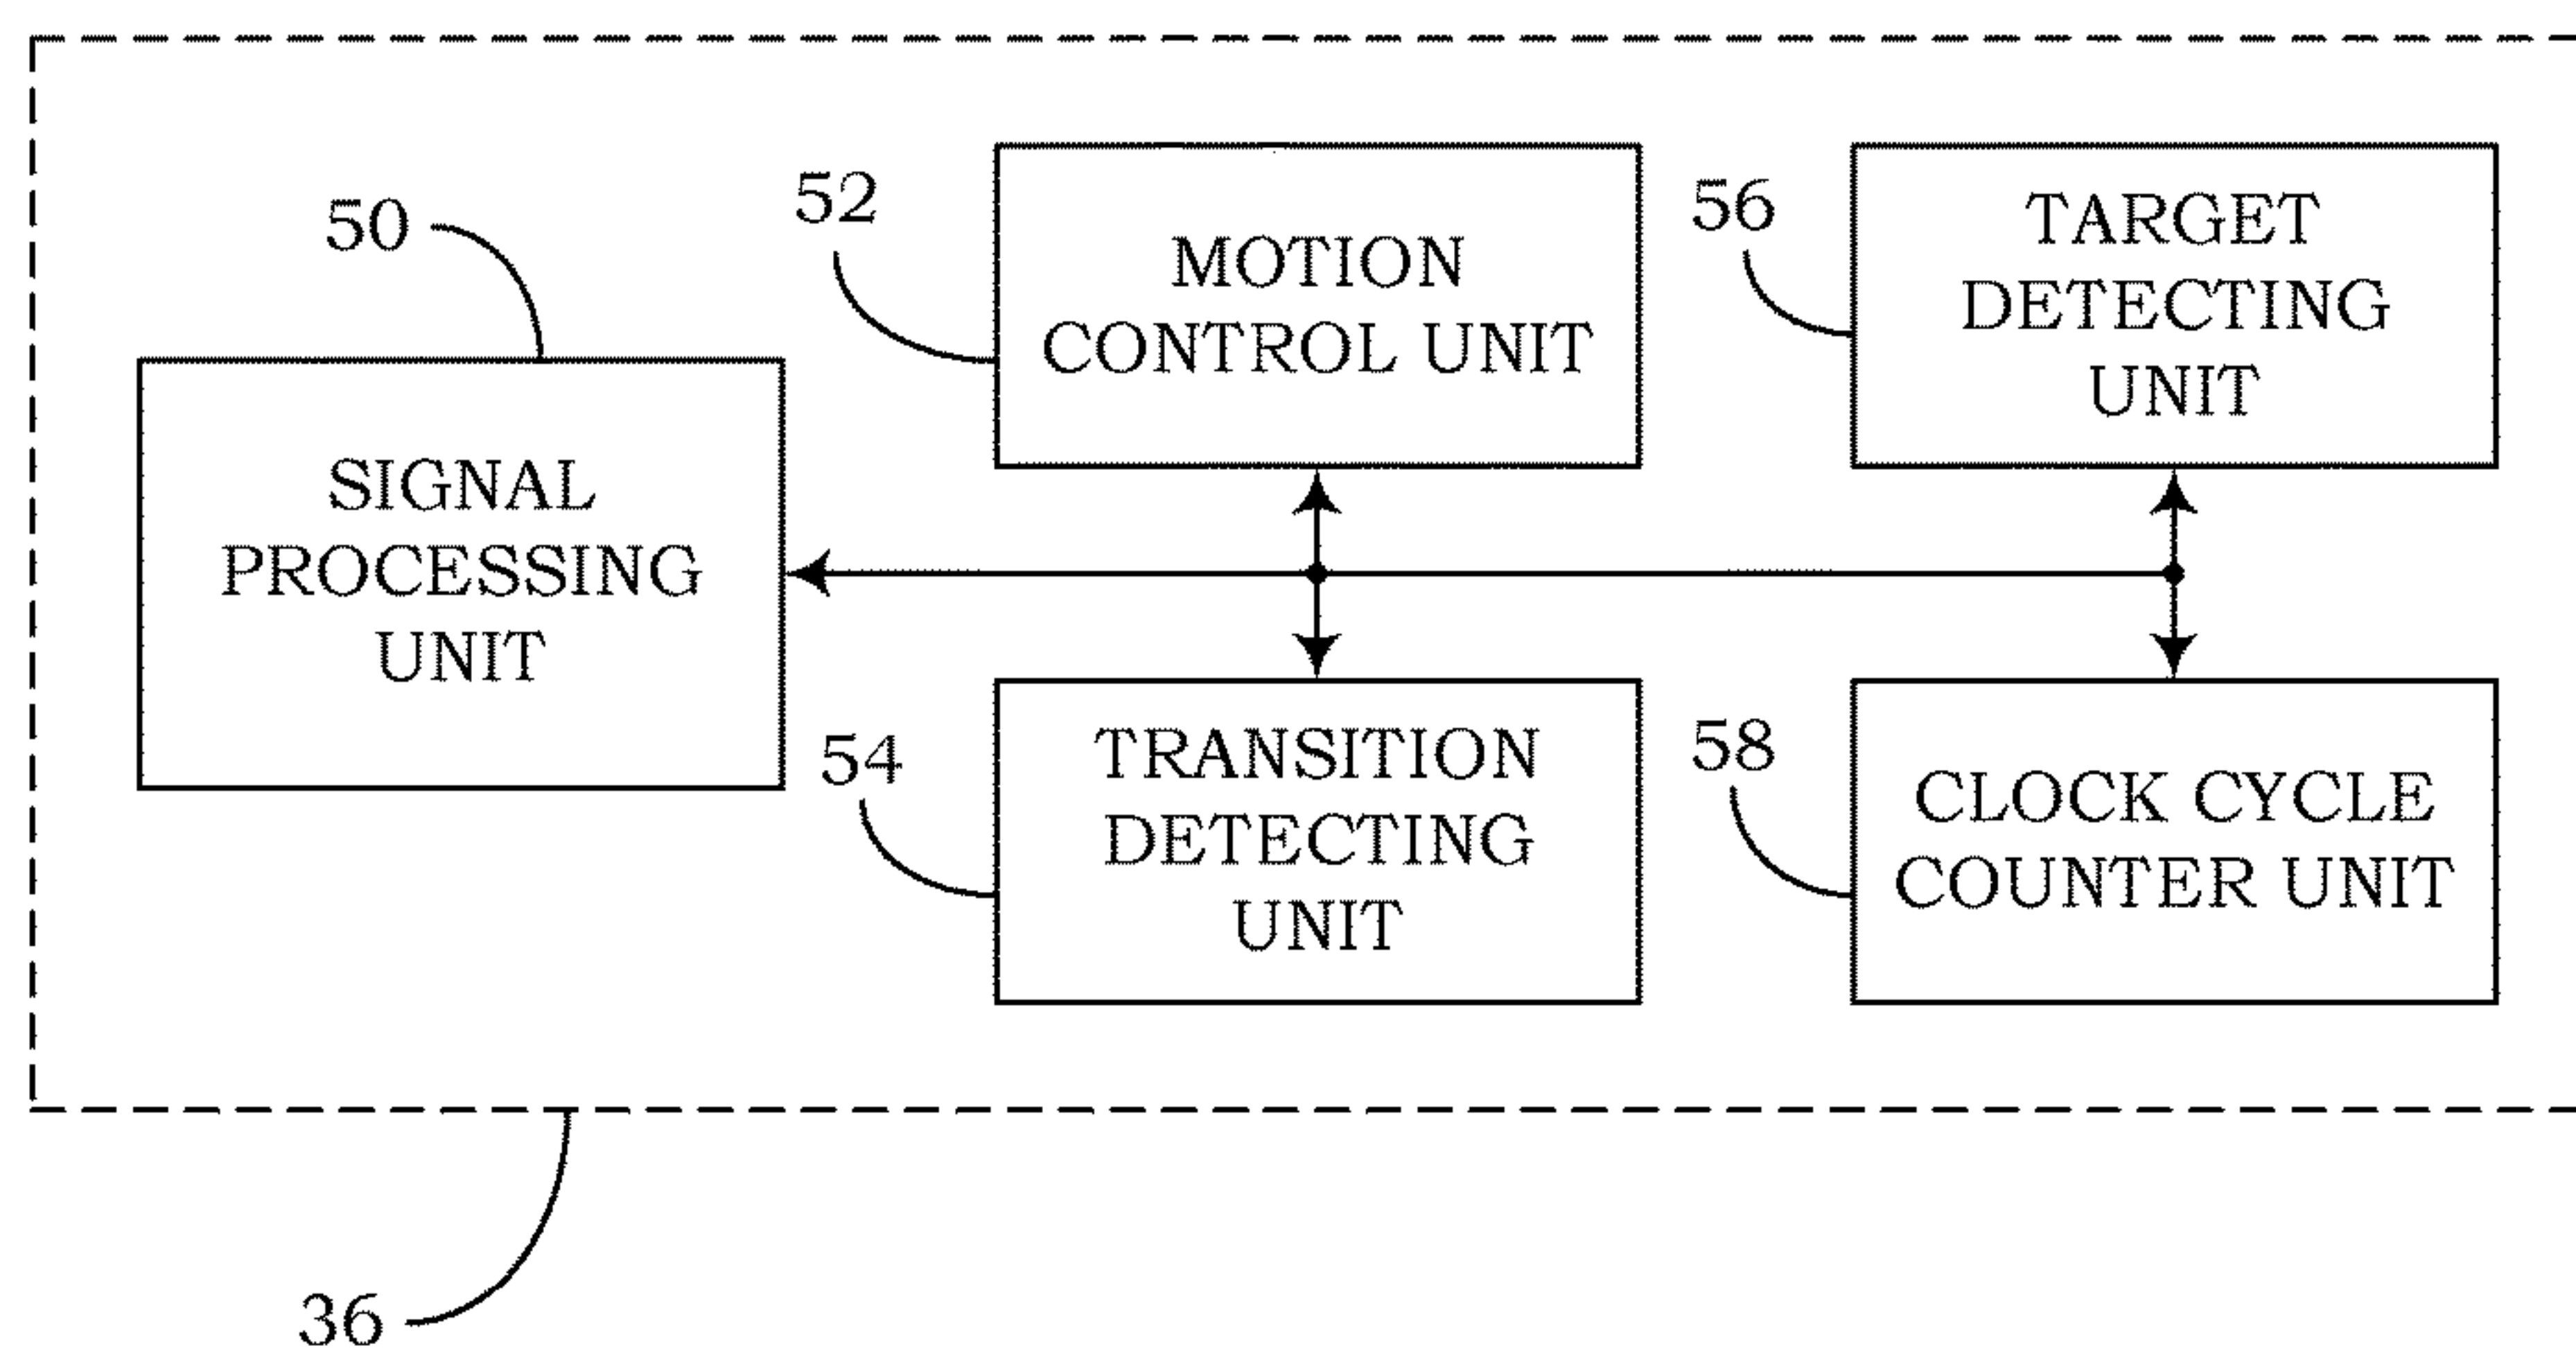 50
SIGNAL
PROCESSING
UNIT
52
MOTION
CONTROL UNIT
56
TARGET
DETECTING
UNIT
54
TRANSITION
DETECTING
UNIT
58
CLOCK CYCLE
COUNTER UNIT
36